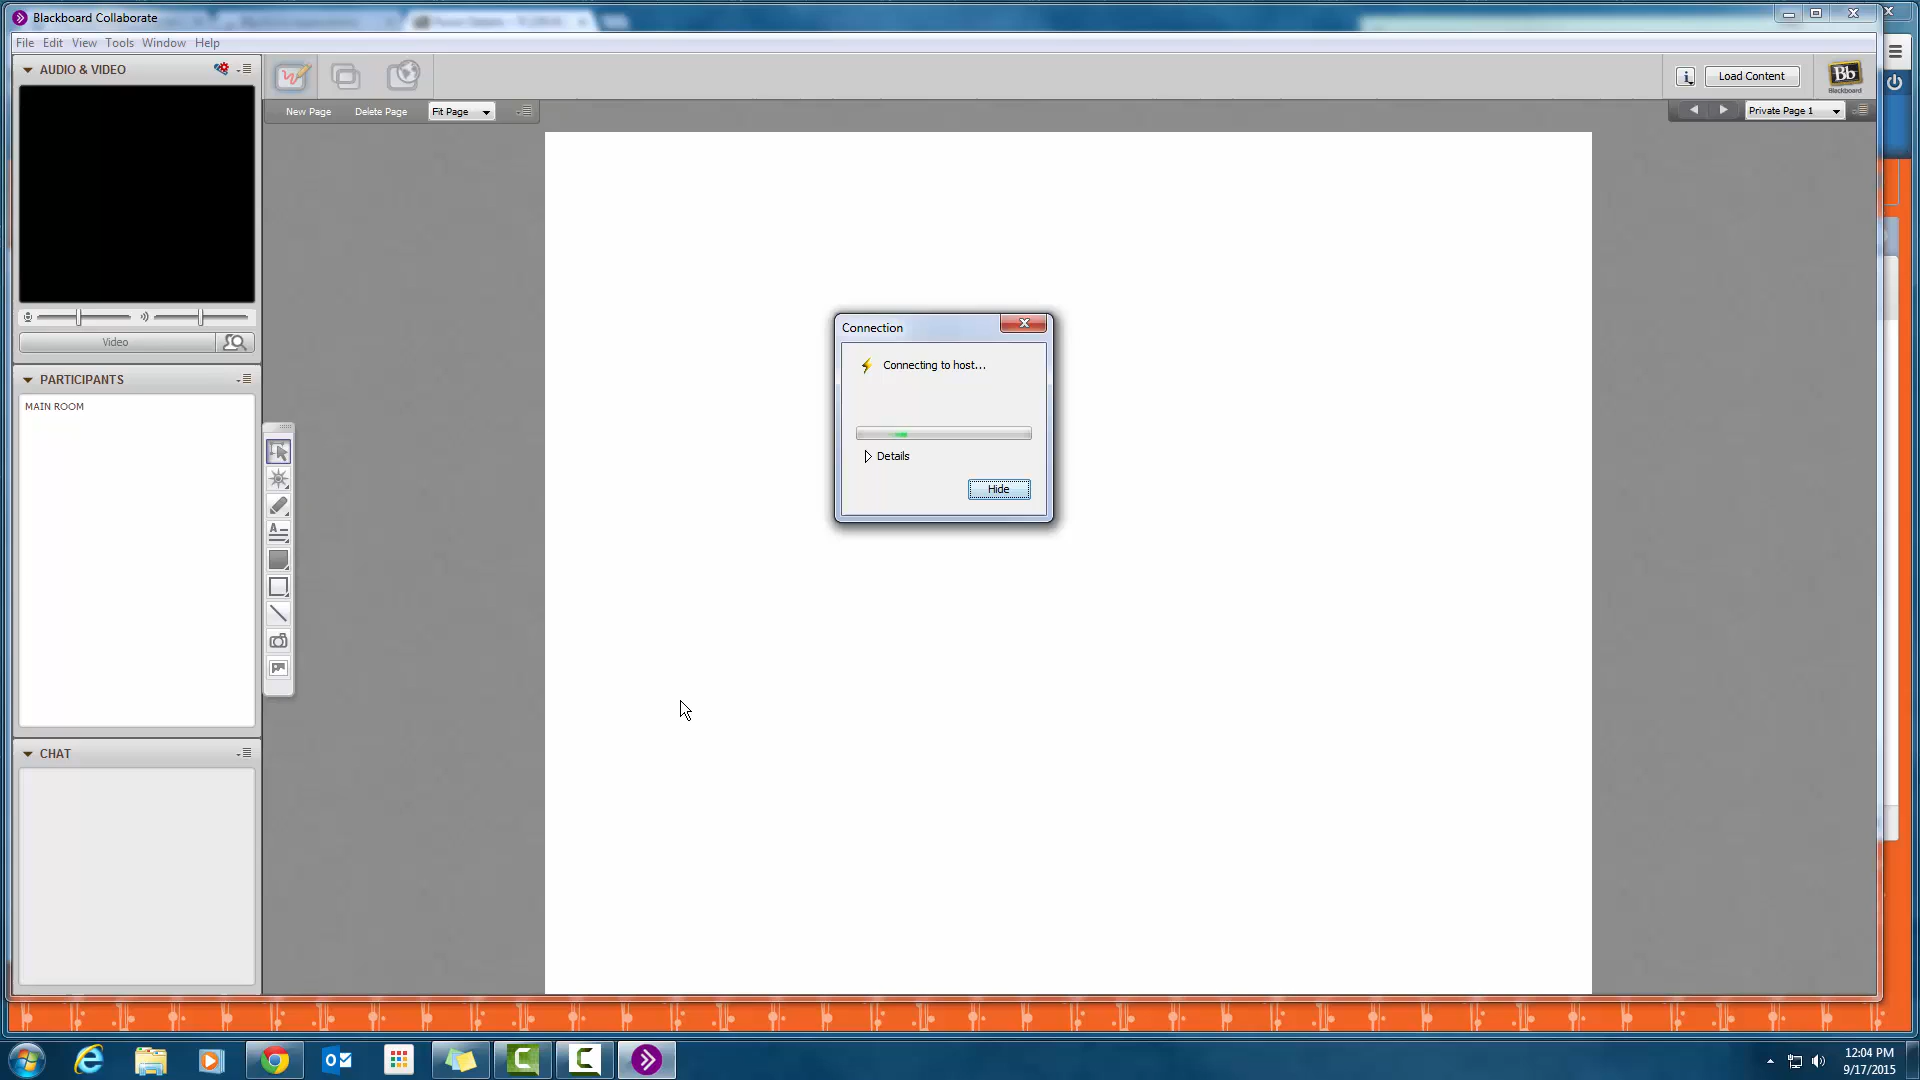 Blackboard Collaborate
File Edit View Tools Window Help
AUDIO & VIDEO
Load Content
Bb
Blackboard
New Page Delete Page Fit Page
Private Page 1
Video
PARTICIPANTS
MAIN ROOM
Connection
Connecting to host...
Details
Hide
CHAT
12:04 PM
9/17/2015